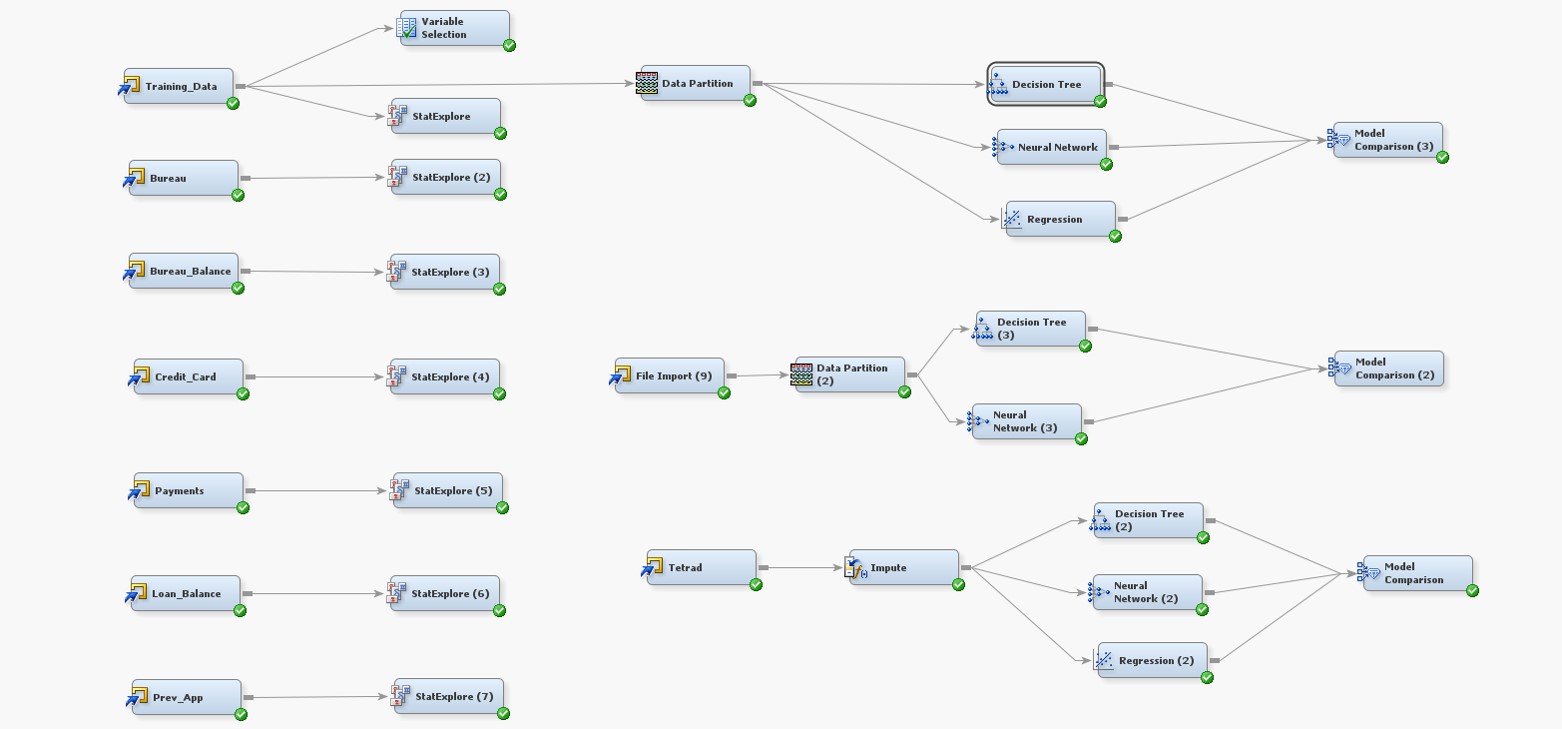 Variable
Selection
Training_Data
Data Partition
Decision Tree
StatExplore
Neural Network
Model
Comparison (3)
Bureau
StatExplore (2)
Regression
Bureau_Balance
StatExplore (3)
Decision Tree
(3)
Credit_Card
StatExplore (4)
File Import (9)
Data Partition
(2)
Model
Comparison (2)
Neural
Network (3)
Payments
StatExplore (5)
Decision Tree
(2)
Tetrad
Impute
Model
Comparison
Loan_Balance
StatExplore (6)
Neural
Network (2)
Regression (2)
Prev_App
StatExplore (7)